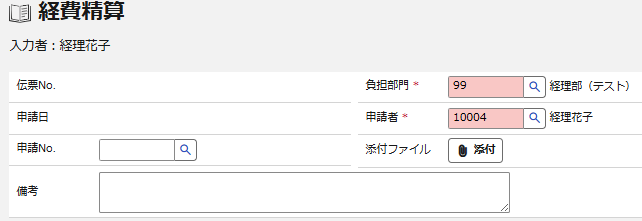 経費精算
入力者：経理花子
伝票No.
負担部門 * 99 経理部（テスト）
申請日
申請者 * 10004 経理花子
申請No.
添付ファイル 添付
備考